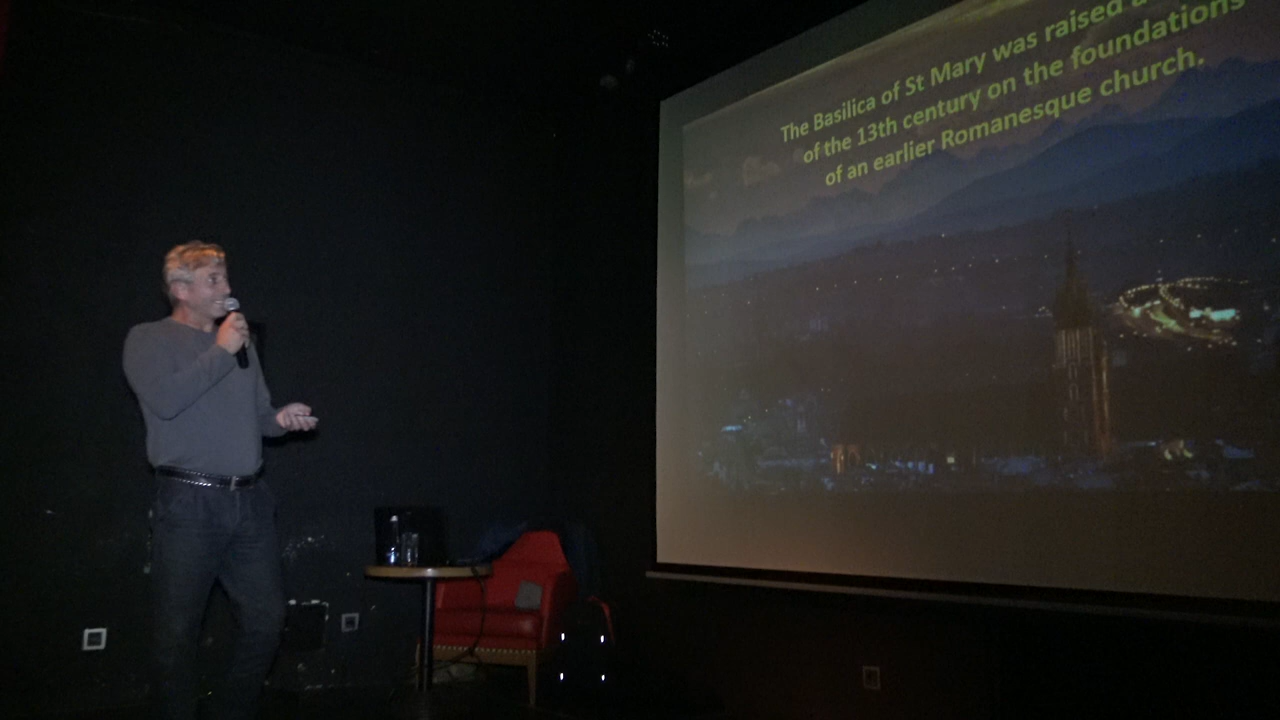 The Basilica of St Mary was raised
of the 13th century on the foundations
of an earlier Romanesque church.